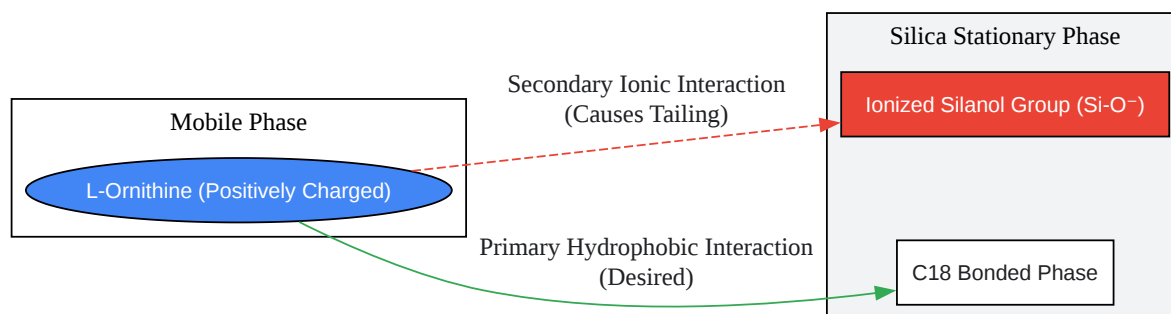 Silica Stationary Phase
Ionized Silanol Group (Si-O⁻)
Secondary Ionic Interaction
(Causes Tailing)
Mobile Phase
L-Ornithine (Positively Charged)
Primary Hydrophobic Interaction
(Desired)
C18 Bonded Phase